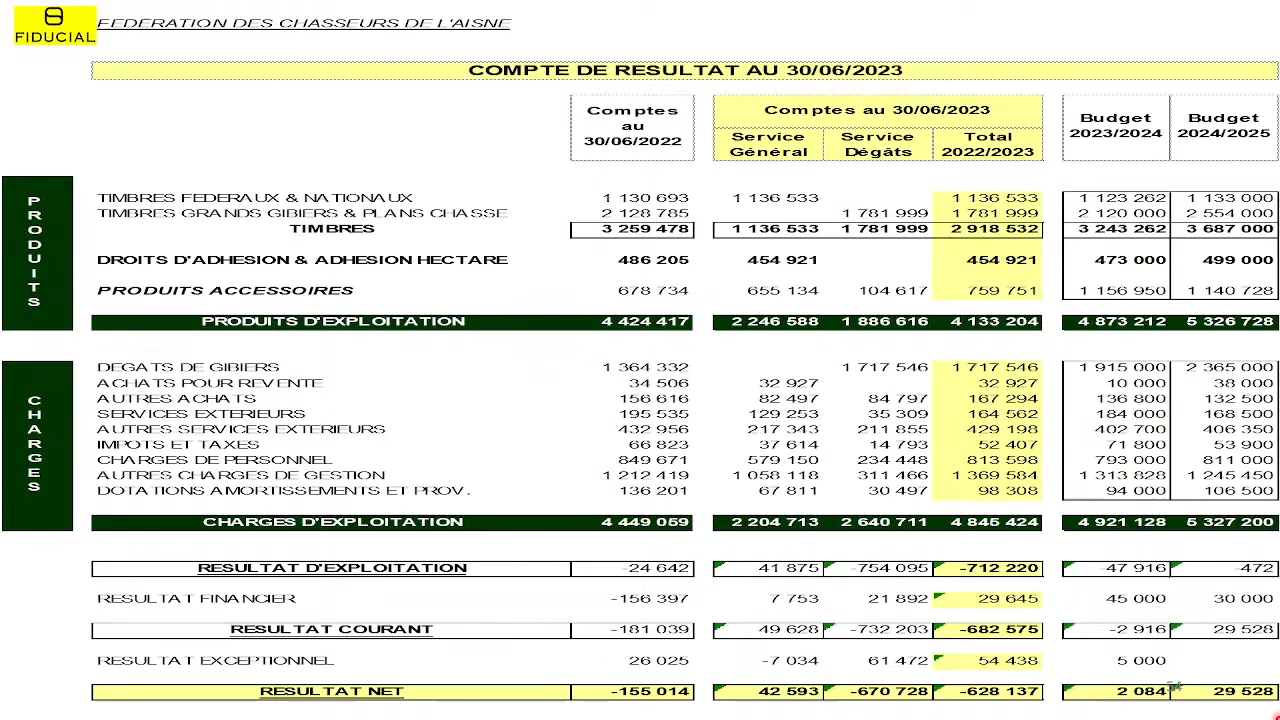 FIDUCIAL
FEDERATION DES CHASSEURS DE L'AISNE
COMPTE DE RESULTAT AU 30/06/2023
Comptes au 30/06/2022
Comptes au 30/06/2023
Service Général
Service Dégâts
Total 2022/2023
Budget 2023/2024
Budget 2024/2025
PRODUITS
TIMBRES FEDERAUX & NATIONAUX 1 130 693 1 136 533 1 136 533 1 123 262 1 133 000
TIMBRES GRANDS GIBIERS & PLANS CHASSE 2 128 785 1 781 999 1 781 999 2 120 000 2 554 000
TIMBRES 3 259 478 1 136 533 1 781 999 2 918 532 3 243 262 3 687 000
DROITS D'ADHESION & ADHESION HECTARE 486 205 454 921 454 921 473 000 499 000
PRODUITS ACCESSOIRES 678 734 655 134 104 617 759 751 1 156 950 1 140 728
PRODUITS D'EXPLOITATION 4 424 417 2 246 588 1 886 616 4 133 204 4 873 212 5 326 728
CHARGES
DEGATS DE GIBIERS 1 364 332 1 717 546 1 717 546 1 915 000 2 365 000
ACHATS POUR REVENTE 34 506 32 927 32 927 10 000 38 000
AUTRES ACHATS 156 616 82 497 84 797 167 294 136 800 132 500
SERVICES EXTERIEURS 195 535 129 253 35 309 164 562 184 000 168 500
AUTRES SERVICES EXTERIEURS 432 956 217 343 211 855 429 198 402 700 406 350
IMPOTS ET TAXES 66 823 37 614 14 793 52 407 71 800 53 900
CHARGES DE PERSONNEL 849 671 579 150 234 448 813 598 793 000 811 000
AUTRES CHARGES DE GESTION 1 212 419 1 058 118 311 466 1 369 584 1 313 828 1 245 450
DOTATIONS AMORTISSEMENTS ET PROV. 136 201 67 811 30 497 98 308 94 000 106 500
CHARGES D'EXPLOITATION 4 449 059 2 204 713 2 640 711 4 845 424 4 921 128 5 327 200
RESULTAT D'EXPLOITATION -24 642 41 875 -754 095 -712 220 -47 916 -472
RESULTAT FINANCIER -156 397 7 753 21 892 29 645 45 000 30 000
RESULTAT COURANT -181 039 49 628 -732 203 -682 575 -2 916 29 528
RESULTAT EXCEPTIONNEL 26 025 -7 034 61 472 54 438 5 000
RESULTAT NET -155 014 42 593 -670 728 -628 137 2 084 29 528
54